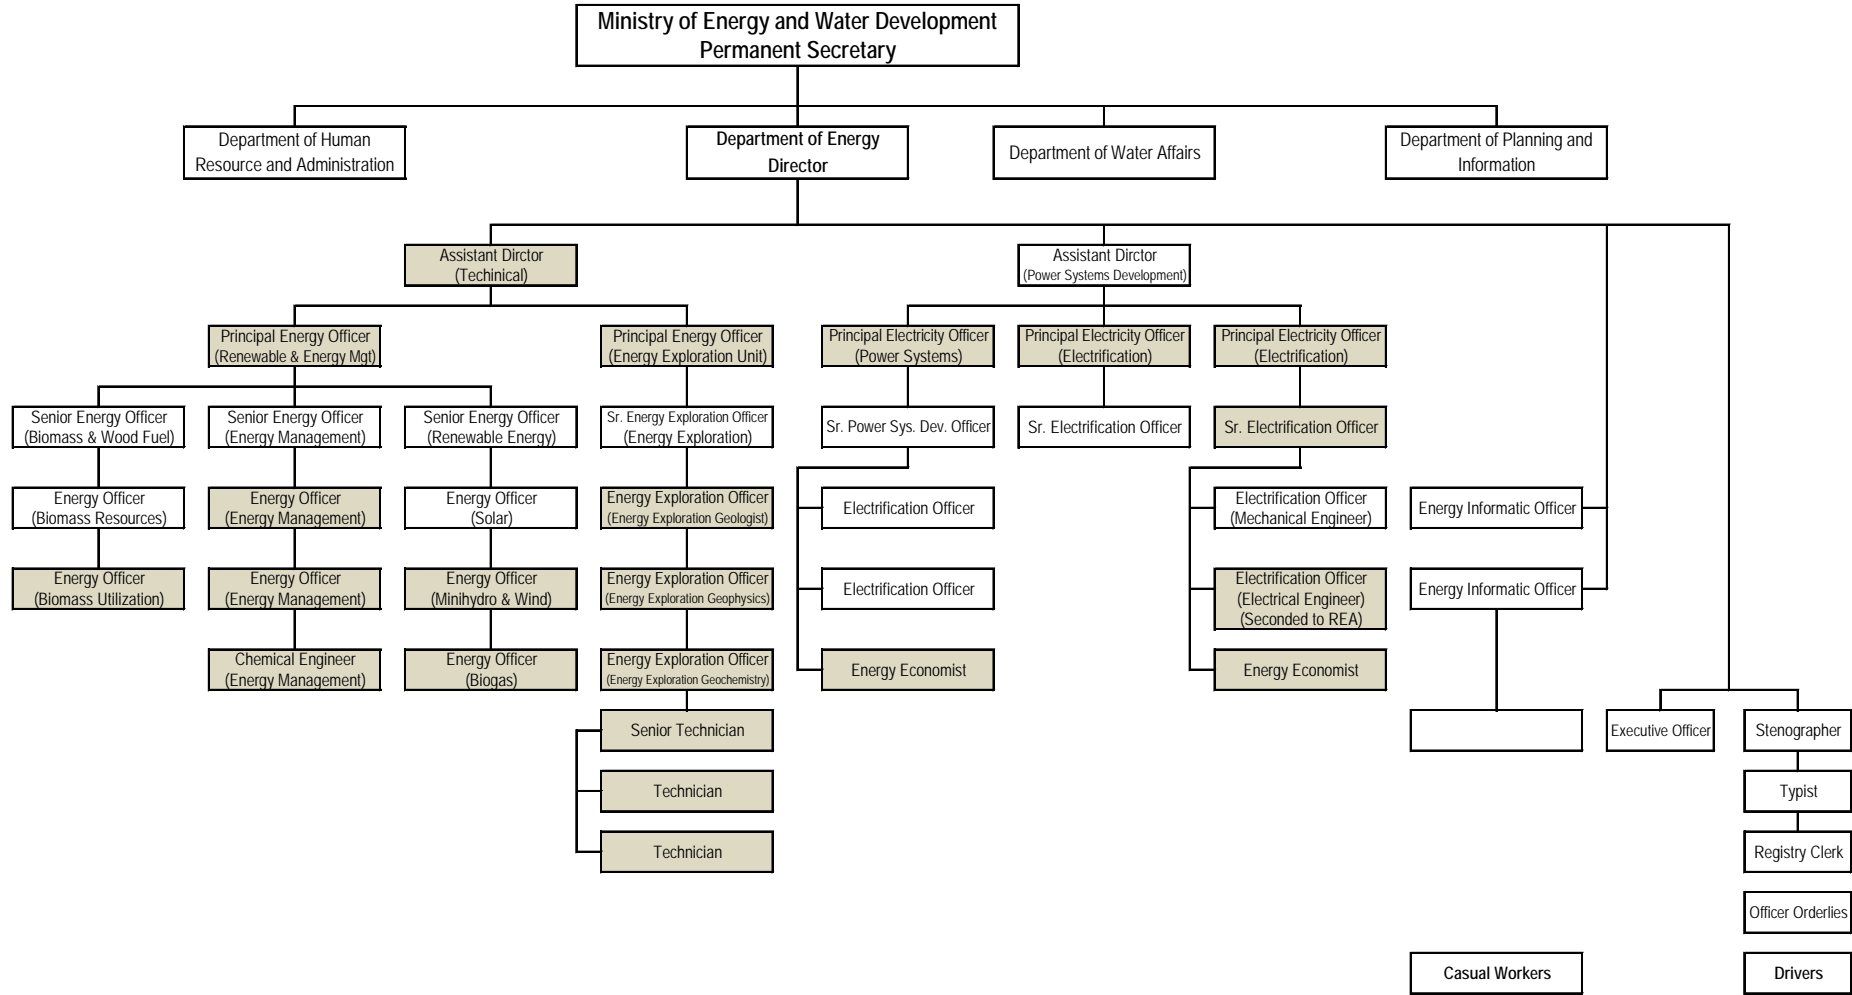 Ministry of Energy and Water Development
Permanent Secretary
Department of Human
Resource and Administration
Department of Energy
Director
Department of Water Affairs
Department of Planning and
Information
Assistant Dirctor
(Techinical)
Assistant Dirctor
(Power Systems Development)
Principal Energy Officer
(Renewable & Energy Mgt)
Principal Energy Officer
(Energy Exploration Unit)
Principal Electricity Officer
(Power Systems)
Principal Electricity Officer
(Electrification)
Principal Electricity Officer
(Electrification)
Senior Energy Officer
(Biomass & Wood Fuel)
Senior Energy Officer
(Energy Management)
Senior Energy Officer
(Renewable Energy)
Sr. Energy Exploration Officer
(Energy Exploration)
Sr. Power Sys. Dev. Officer
Sr. Electrification Officer
Sr. Electrification Officer
Energy Officer
(Biomass Resources)
Energy Officer
(Energy Management)
Energy Officer
(Solar)
Energy Exploration Officer
(Energy Exploration Geologist)
Electrification Officer
Electrification Officer
(Mechanical Engineer)
Energy Informatic Officer
Energy Officer
(Biomass Utilization)
Energy Officer
(Energy Management)
Energy Officer
(Minihydro & Wind)
Energy Exploration Officer
(Energy Exploration Geophysics)
Electrification Officer
Electrification Officer
(Electrical Engineer)
(Seconded to REA)
Energy Informatic Officer
Chemical Engineer
(Energy Management)
Energy Officer
(Biogas)
Energy Exploration Officer
(Energy Exploration Geochemistry)
Energy Economist
Energy Economist
Senior Technician
Executive Officer
Stenographer
Technician
Typist
Technician
Registry Clerk
Officer Orderlies
Casual Workers
Drivers